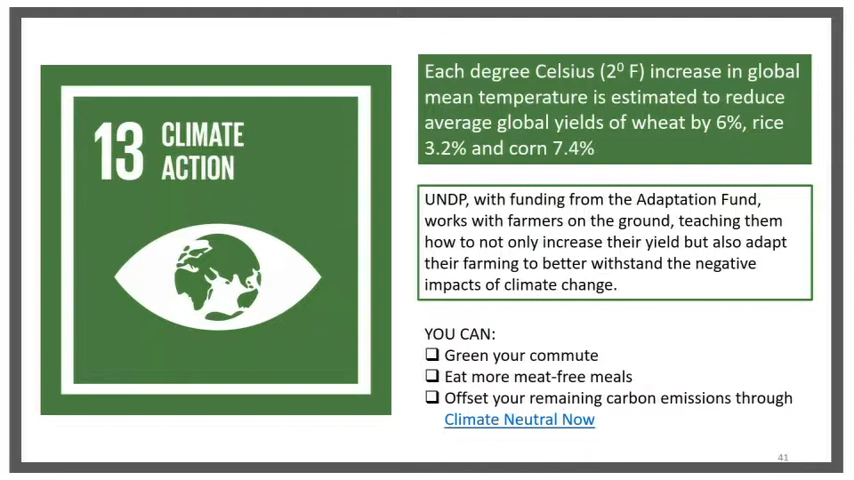 13 CLIMATE
ACTION
Each degree Celsius (2⁰ F) increase in global
mean temperature is estimated to reduce
average global yields of wheat by 6%, rice
3.2% and corn 7.4%
UNDP, with funding from the Adaptation Fund,
works with farmers on the ground, teaching them
how to not only increase their yield but also adapt
their farming to better withstand the negative
impacts of climate change.
YOU CAN:
❑ Green your commute
❑ Eat more meat-free meals
❑ Offset your remaining carbon emissions through
Climate Neutral Now
41